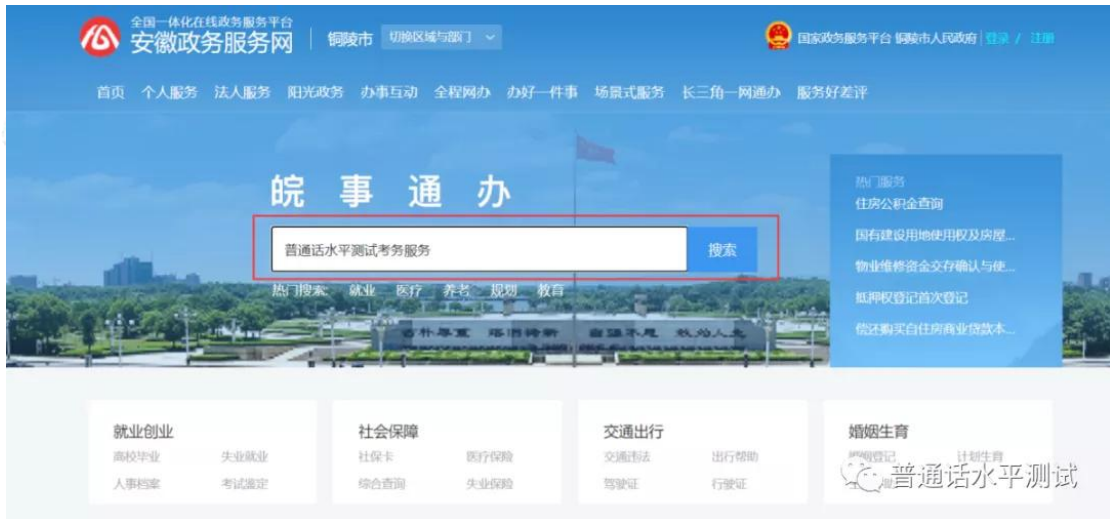 全国一体化在线政务服务平台
安徽政务服务网 铜陵市 切换区域与部门
国家政务服务平台 铜陵市人民政府 登录 / 注册
首页 个人服务 法人服务 阳光政务 办事互动 全程网办 办好一件事 场景式服务 长三角一网通办 服务好差评
皖事通办
普通话水平测试考务服务 搜索
热门搜索 就业 医疗 养老 规划 教育
热门服务
住房公积金查询
国有建设用地使用权及房屋...
物业维修资金交存确认与使...
抵押权登记首次登记
偿还购买自住房商业贷款本...
就业创业 社会保障 交通出行 婚姻生育
高校毕业 失业就业 社保卡 医疗保险 交通违法 出行帮助 婚姻登记 计划生育
人事档案 考试鉴定 综合查询 失业保险 驾驶证 行驶证
普通话水平测试